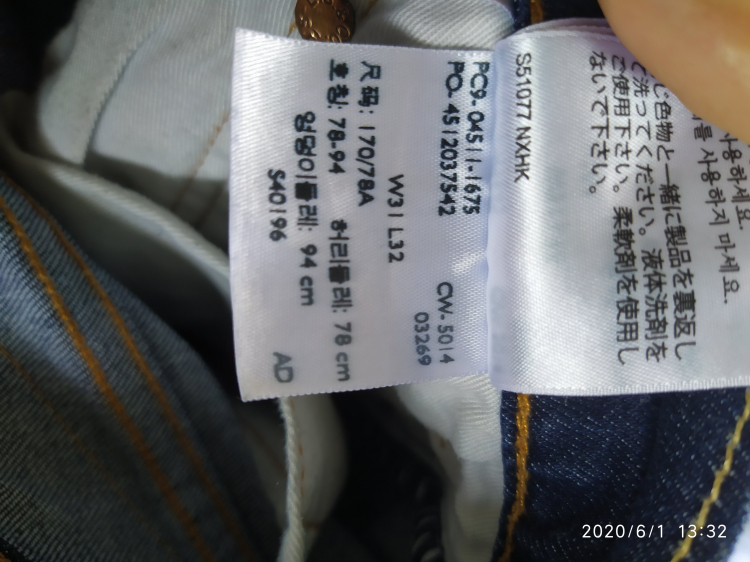 사용하세요.
를 사용하지 마세요.
じ色物と一緒に製品を裏返し
て洗ってください。液体洗剤を
ご使用下さい。柔軟剤を使用し
ないで下さい。
S51077 NXHK
PC9-04511-1675
PO- 4512037542 CW-5014
03269
W31 L32
尺码: 170/78A
호칭: 78-94 허리둘레: 78 cm
엉덩이둘레: 94 cm
S40196 AD
2020/6/1 13:32